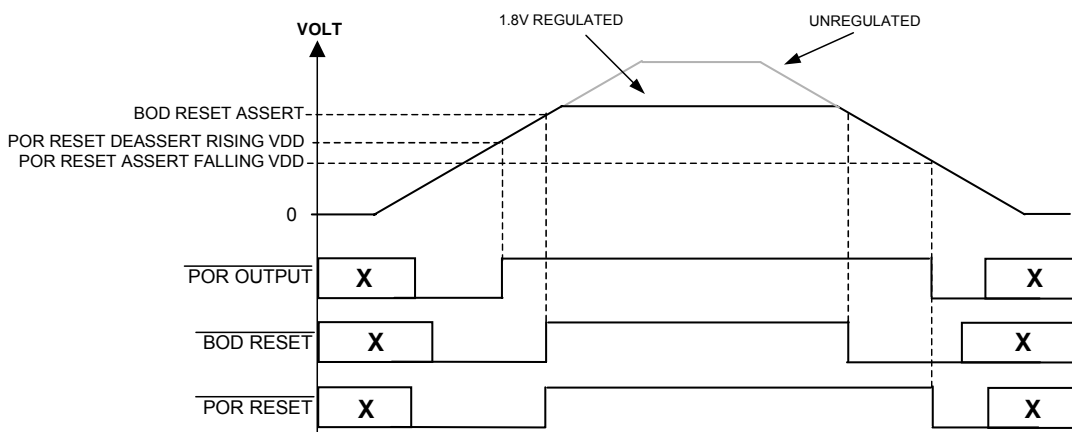 1.8V REGULATED
UNREGULATED
VOLT
BOD RESET ASSERT
POR RESET DEASSERT RISING VDD
POR RESET ASSERT FALLING VDD
0
POR OUTPUT
X
X
BOD RESET
X
X
POR RESET
X
X